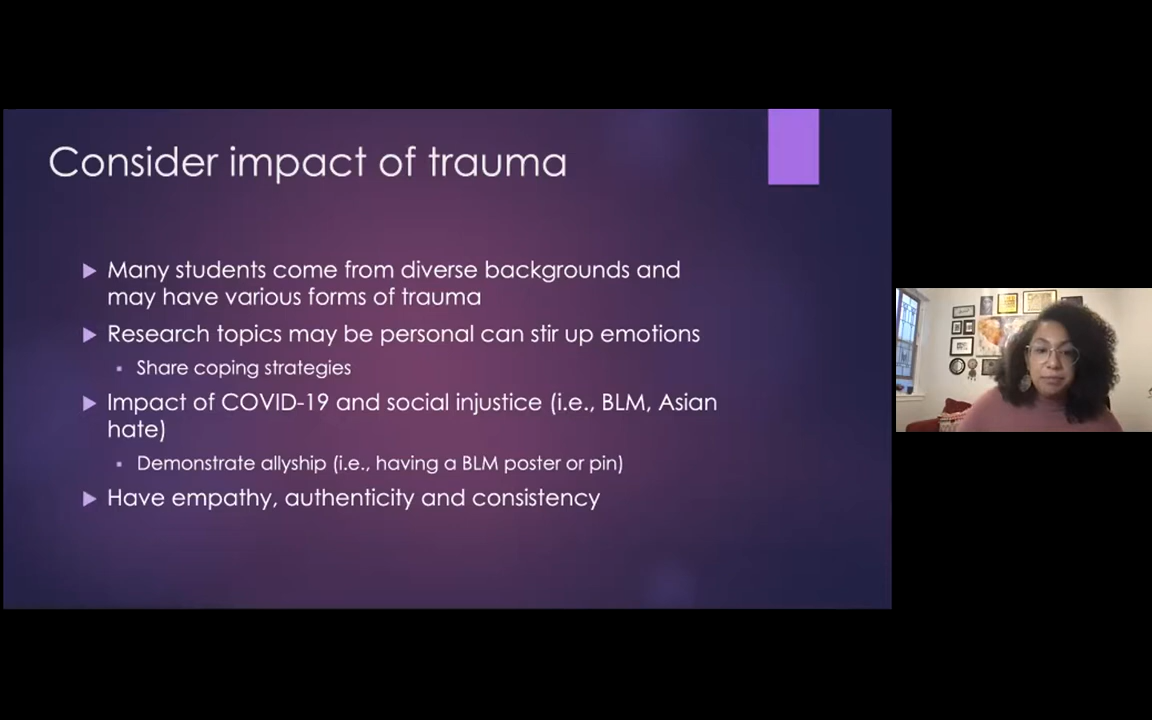 Consider impact of trauma
Many students come from diverse backgrounds and
may have various forms of trauma
Research topics may be personal can stir up emotions
Share coping strategies
Impact of COVID-19 and social injustice (i.e., BLM, Asian
hate)
Demonstrate allyship (i.e., having a BLM poster or pin)
Have empathy, authenticity and consistency